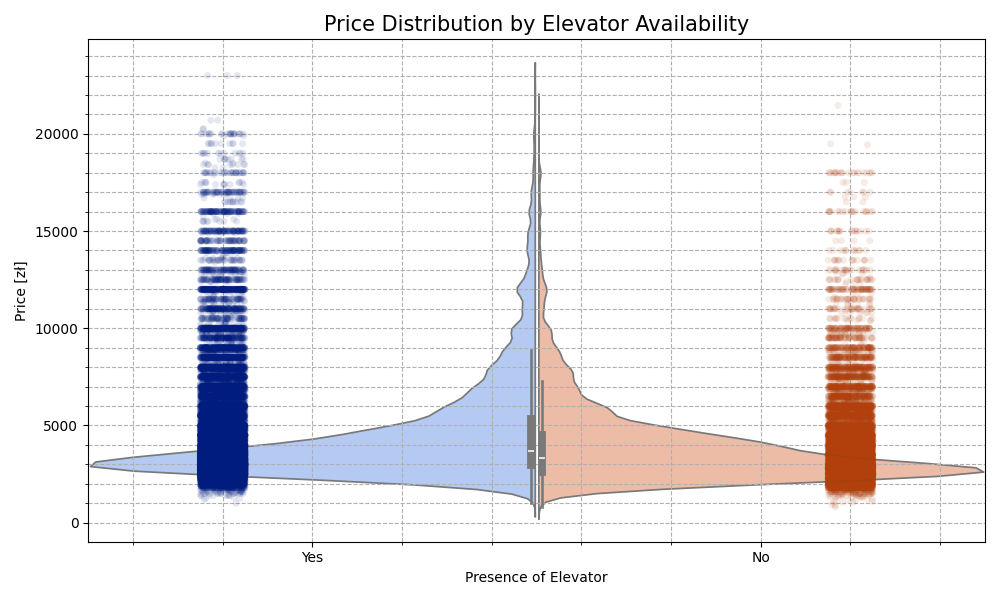 Price Distribution by Elevator Availability
Price [zł]
20000
15000
10000
5000
0
Yes
No
Presence of Elevator